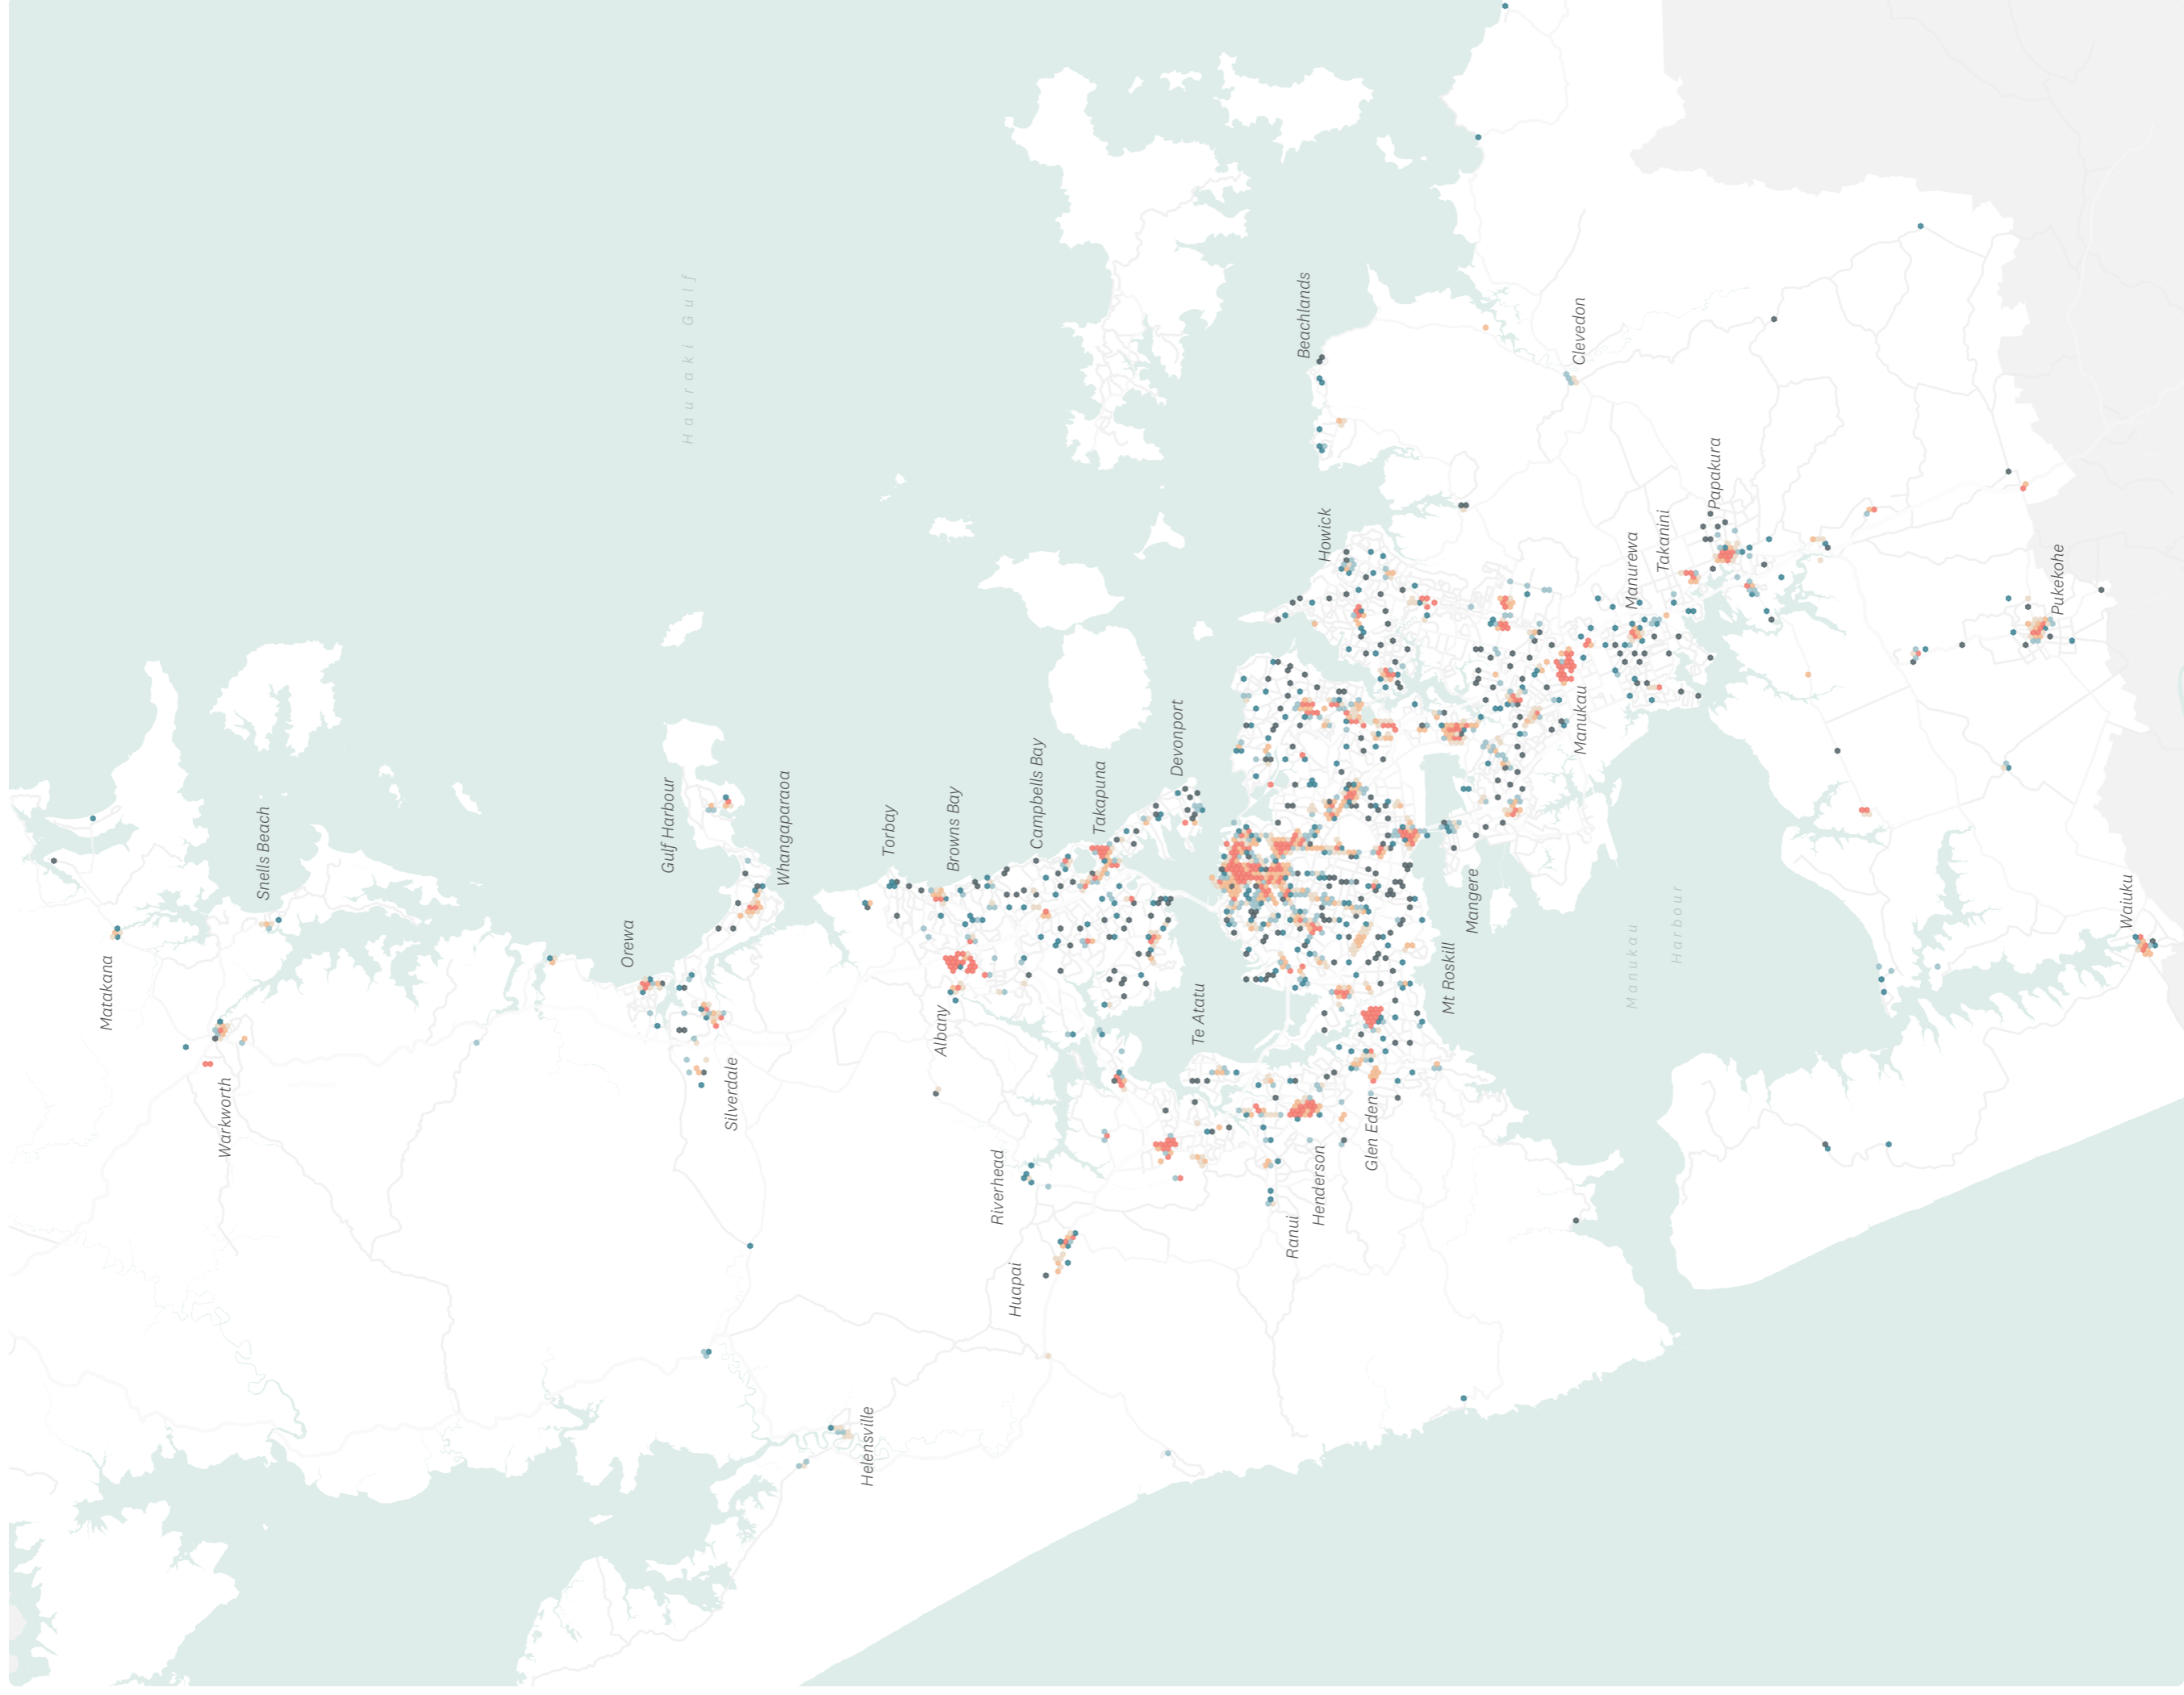 Matakana
Snells Beach
Warkworth
Hauraki Gulf
Orewa
Gulf Harbour
Whangaparaoa
Silverdale
Helensville
Torbay
Browns Bay
Albany
Campbells Bay
Takapuna
Devonport
Riverhead
Huapai
Te Atatu
Ranui
Henderson
Glen Eden
Beachlands
Howick
Clevedon
Mt Roskill
Mangere
Manukau
Manurewa
Takanini
Papakura
Manukau
Harbour
Pukekohe
Waiuku